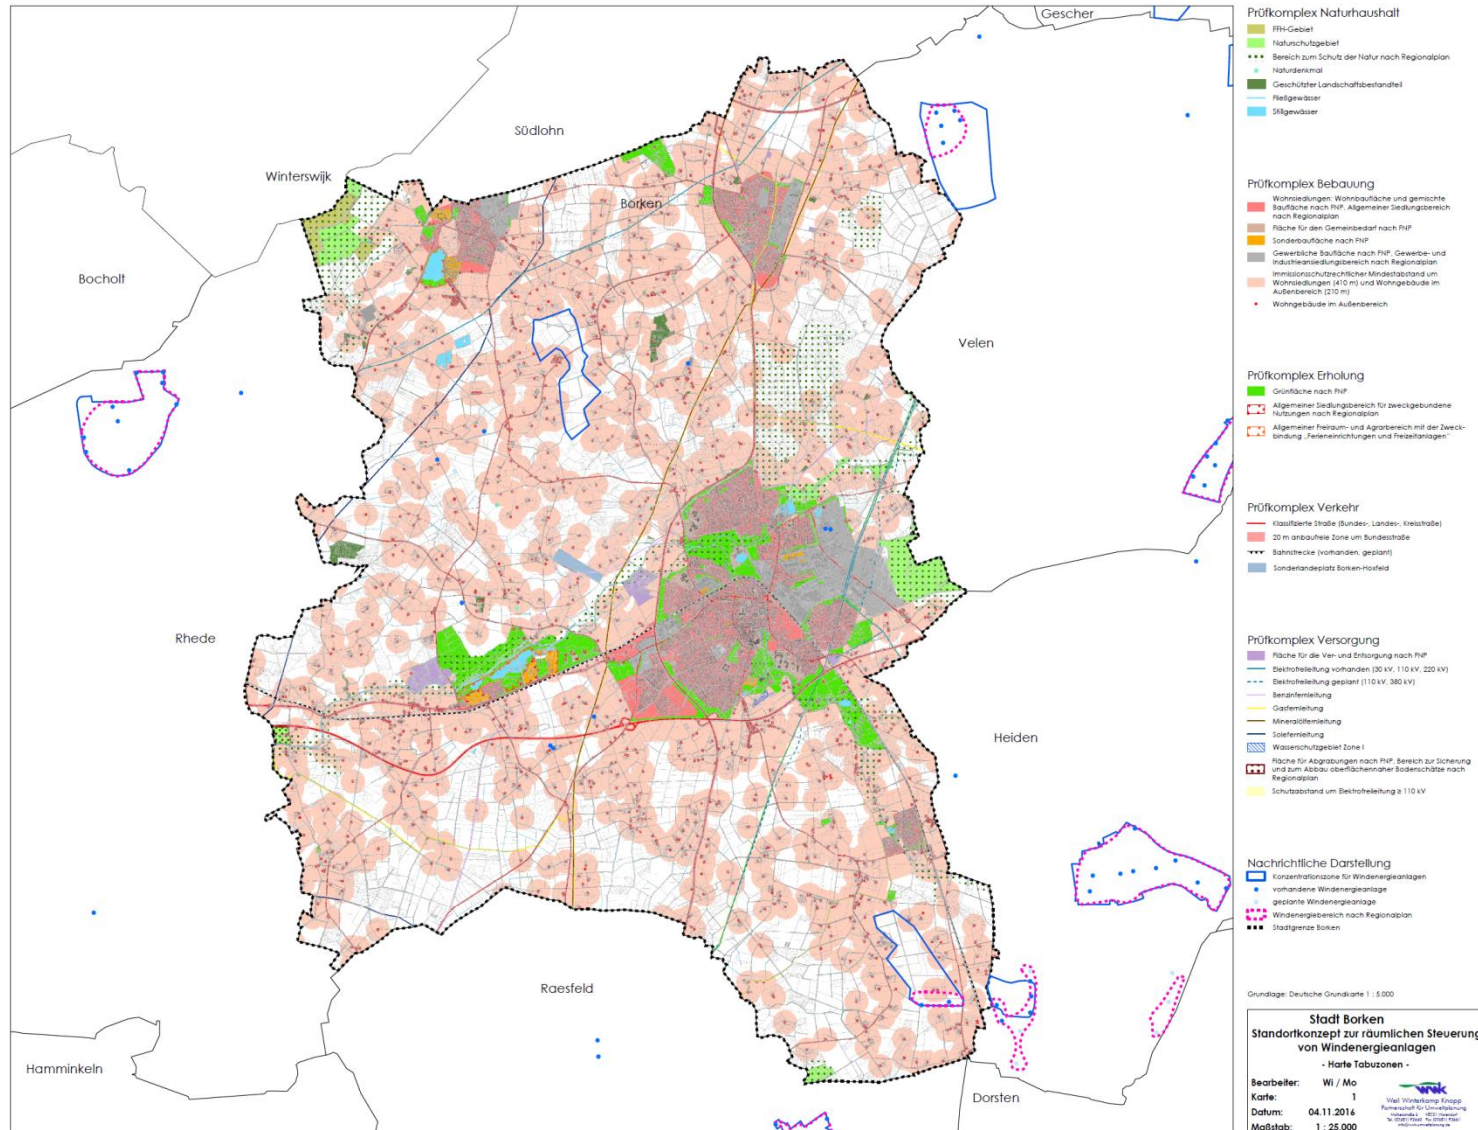 Gescher
Südlohn
Winterswijk
Borken
Bocholt
Velen
Rhede
Heiden
Raesfeld
Hamminkeln
Dorsten
Prüfkomplex Naturhaushalt
FFH-Gebiet
Naturschutzgebiet
Bereich zum Schutz der Natur nach Regionalplan
Naturdenkmal
Geschützter Landschaftsbestandteil
Fließgewässer
Stillgewässer
Prüfkomplex Bebauung
Wohnsiedlungen: Wohnbaufläche und gemischte
Baufläche nach FNP, Allgemeiner Siedlungsbereich
nach Regionalplan
Fläche für den Gemeinbedarf nach FNP
Sonderbaufläche nach FNP
Gewerbliche Baufläche nach FNP, Gewerbe- und
Industrieansiedlungsbereich nach Regionalplan
Immissionsschutzrechtlicher Mindestabstand um
Wohnsiedlungen (410 m) und Wohngebäude im
Außenbereich (210 m)
Wohngebäude im Außenbereich
Prüfkomplex Erholung
Grünfläche nach FNP
Allgemeiner Siedlungsbereich für zweckgebundene
Nutzungen nach Regionalplan
Allgemeiner Freiraum- und Agrarbereich mit der Zweck-
bindung „Ferieneinrichtungen und Freizeitanlagen"
Prüfkomplex Verkehr
Klassifizierte Straße (Bundes-, Landes-, Kreisstraße)
20 m anbaufreie Zone um Bundesstraße
Bahnstrecke (vorhanden, geplant)
Sonderlandeplatz Borken-Hoxfeld
Prüfkomplex Versorgung
Fläche für die Ver- und Entsorgung nach FNP
Elektrofreileitung vorhanden (30 kV, 110 kV, 220 kV)
Elektrofreileitung geplant (110 kV, 380 kV)
Benzinfernleitung
Gasfernleitung
Mineralölfernleitung
Solefernleitung
Wasserschutzgebiet Zone I
Fläche für Abgrabungen nach FNP, Bereich zur Sicherung
und zum Abbau oberflächennaher Bodenschätze nach
Regionalplan
Schutzabstand um Elektrofreileitung ≥ 110 kV
Nachrichtliche Darstellung
Konzentrationszone für Windenergieanlagen
vorhandene Windenergieanlage
geplante Windenergieanlage
Windenergiebereich nach Regionalplan
Stadtgrenze Borken
Grundlage: Deutsche Grundkarte 1 : 5.000
Stadt Borken
Standortkonzept zur räumlichen Steuerung
von Windenergieanlagen
- Harte Tabuzonen -
Bearbeiter: Wi / Mo
Karte: 1
Datum: 04.11.2016
Maßstab: 1 : 25.000
WWK
Weil Winterkamp Knopp
Partnerschaft für Umweltplanung